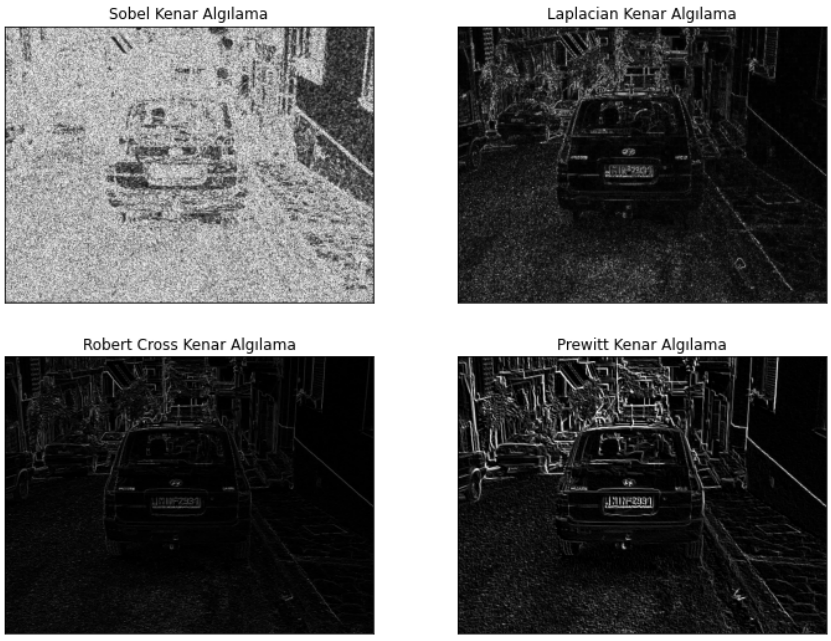 Sobel Kenar Algılama
Laplacian Kenar Algılama
Robert Cross Kenar Algılama
Prewitt Kenar Algılama